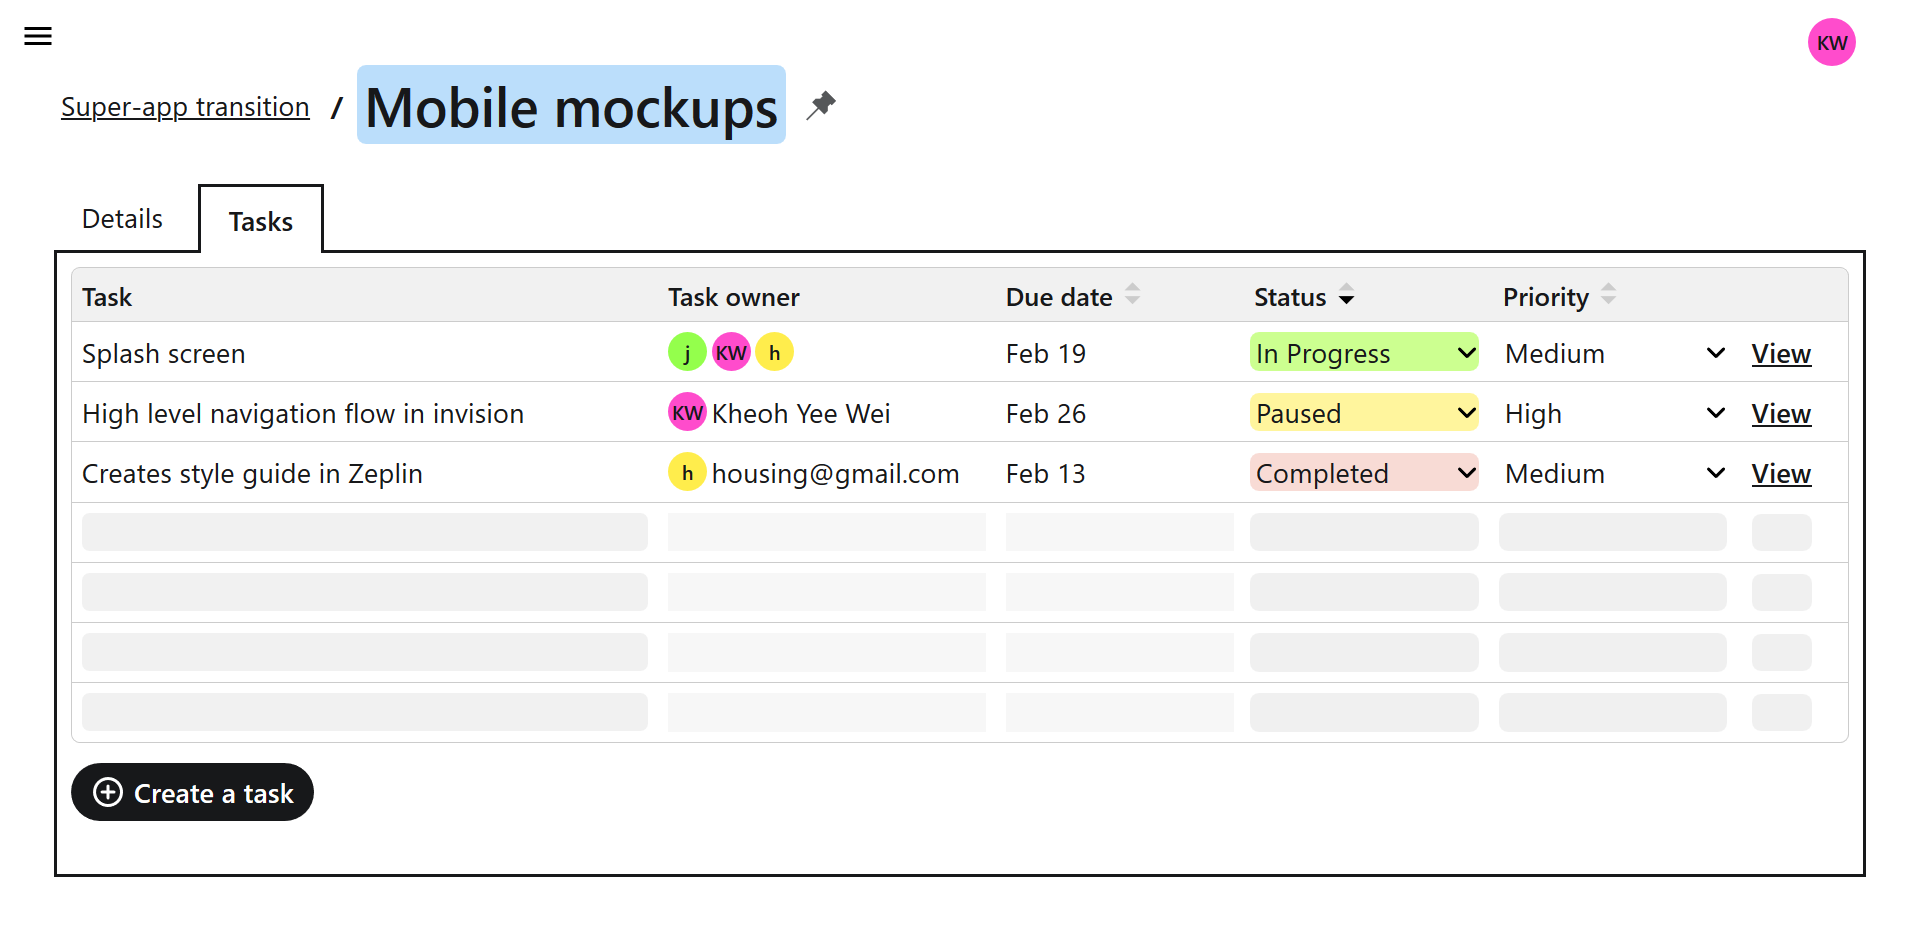 KW
Super-app transition / Mobile mockups
Details Tasks
Task Task owner Due date Status Priority
Splash screen j KW h Feb 19 In Progress Medium View
High level navigation flow in invision KW Kheoh Yee Wei Feb 26 Paused High View
Creates style guide in Zeplin h housing@gmail.com Feb 13 Completed Medium View
Create a task